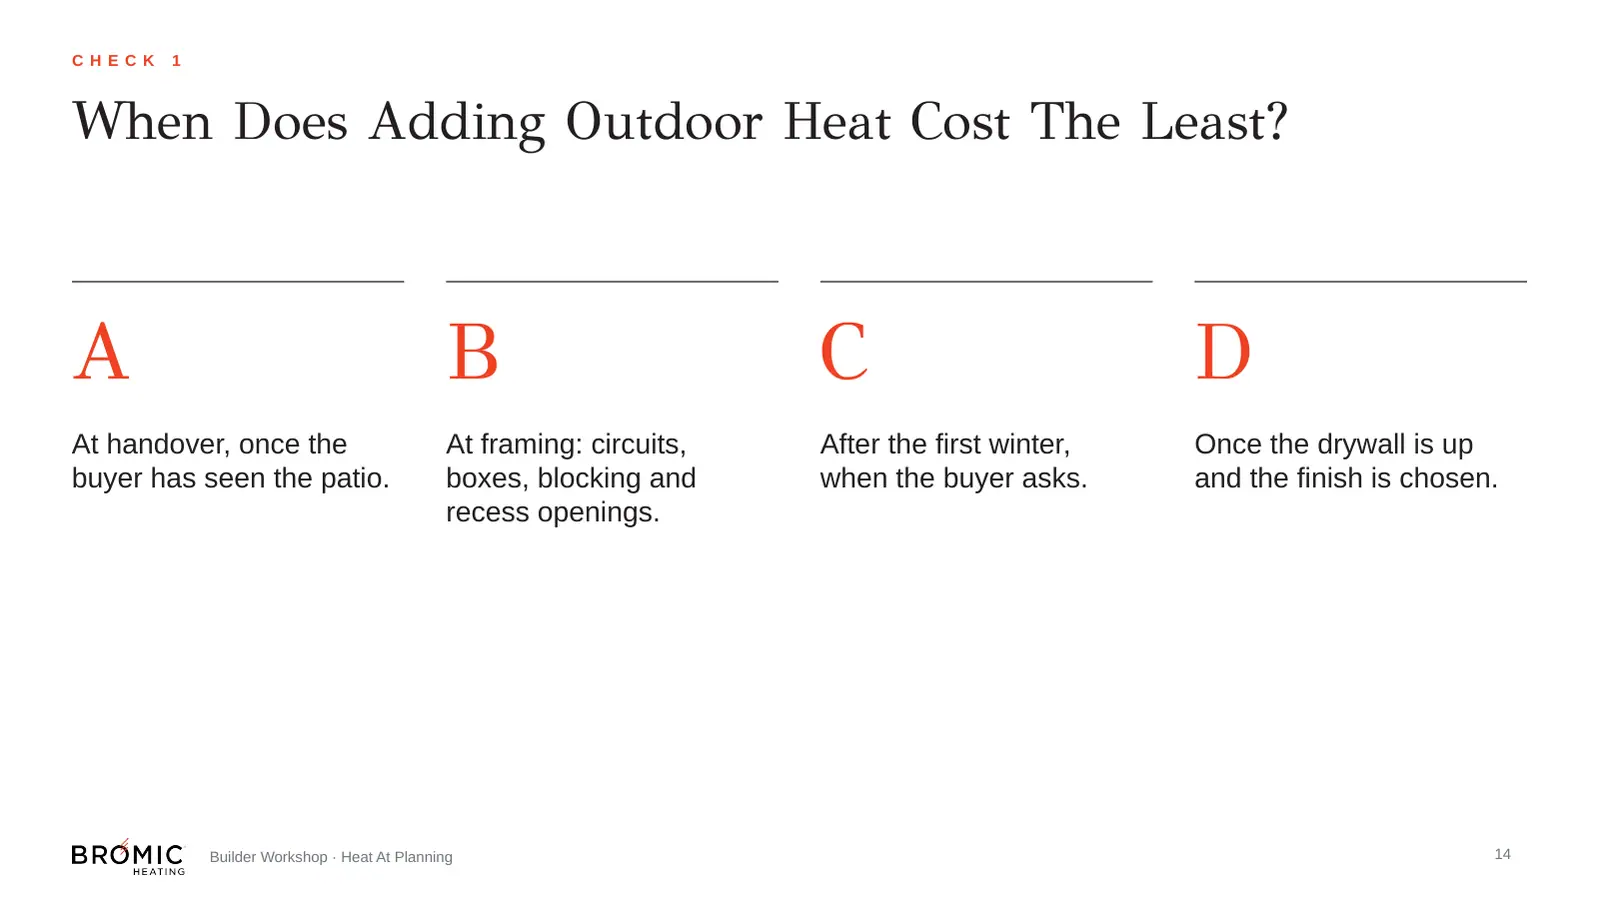 CHECK 1
When Does Adding Outdoor Heat Cost The Least?
A
At handover, once the
buyer has seen the patio.
B
At framing: circuits,
boxes, blocking and
recess openings.
C
After the first winter,
when the buyer asks.
D
Once the drywall is up
and the finish is chosen.
BROMIC
HEATING
Builder Workshop · Heat At Planning
14